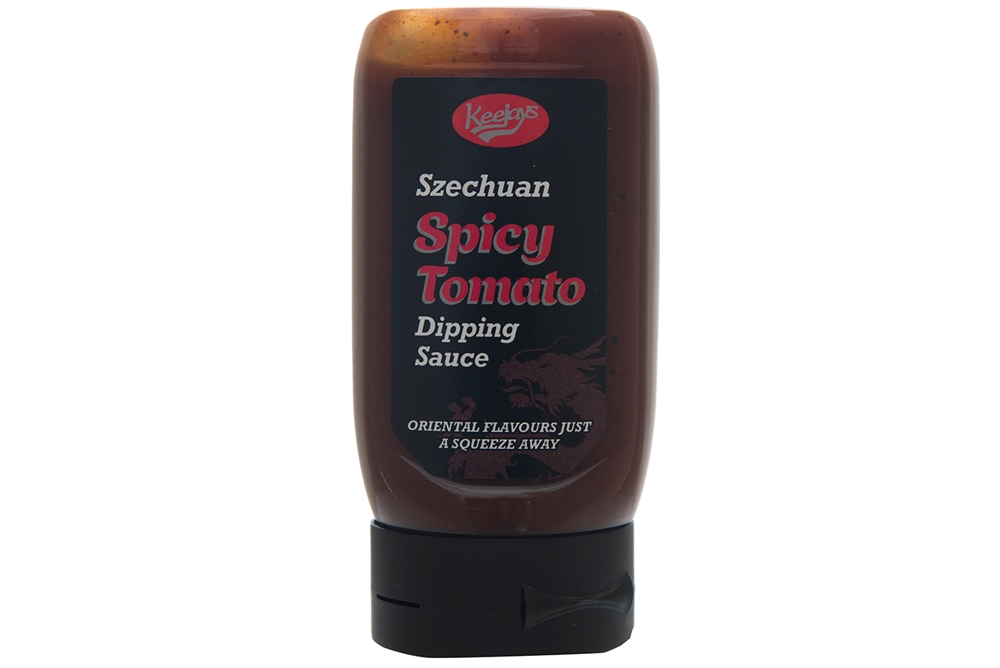 Keejays
Szechuan
Spicy
Tomato
Dipping
Sauce
ORIENTAL FLAVOURS JUST
A SQUEEZE AWAY